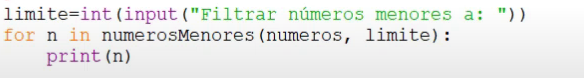 limite=int(input("Filtrar números menores a: "))
for n in numerosMenores(numeros, limite):
    print(n)